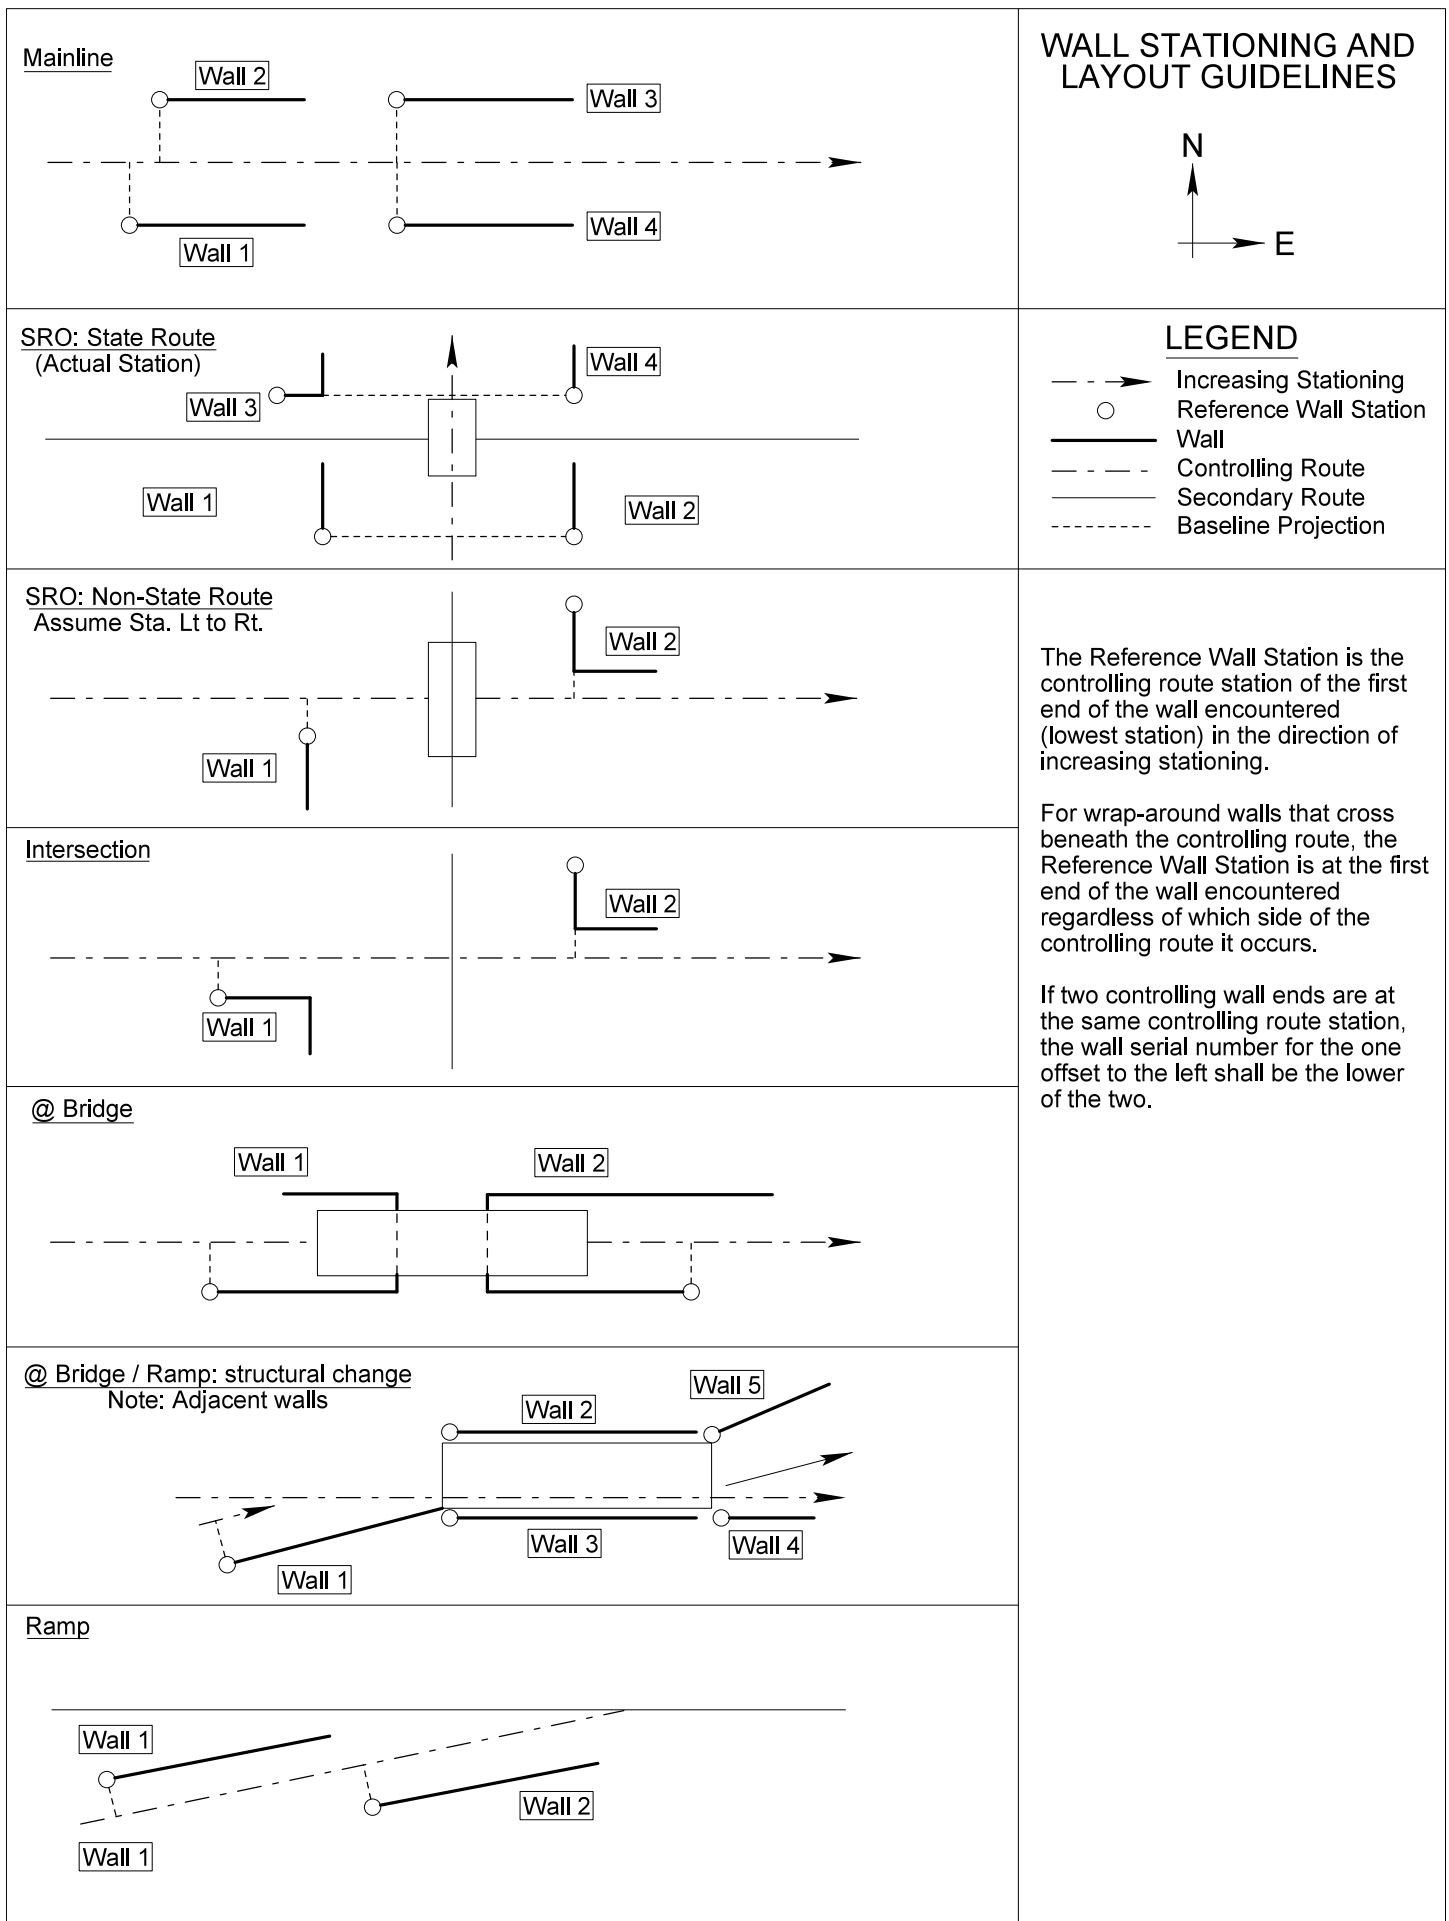 Mainline
Wall 2
Wall 3
Wall 1
Wall 4
WALL STATIONING AND
LAYOUT GUIDELINES
N
E
SRO: State Route
(Actual Station)
Wall 3
Wall 4
Wall 1
Wall 2
LEGEND
Increasing Stationing
Reference Wall Station
Wall
Controlling Route
Secondary Route
Baseline Projection
SRO: Non-State Route
Assume Sta. Lt to Rt.
Wall 2
Wall 1
Intersection
Wall 2
Wall 1
@ Bridge
Wall 1
Wall 2
@ Bridge / Ramp: structural change
Note: Adjacent walls
Wall 5
Wall 2
Wall 3
Wall 4
Wall 1
Ramp
Wall 1
Wall 2
Wall 1
The Reference Wall Station is the
controlling route station of the first
end of the wall encountered
(lowest station) in the direction of
increasing stationing.
For wrap-around walls that cross
beneath the controlling route, the
Reference Wall Station is at the first
end of the wall encountered
regardless of which side of the
controlling route it occurs.
If two controlling wall ends are at
the same controlling route station,
the wall serial number for the one
offset to the left shall be the lower
of the two.